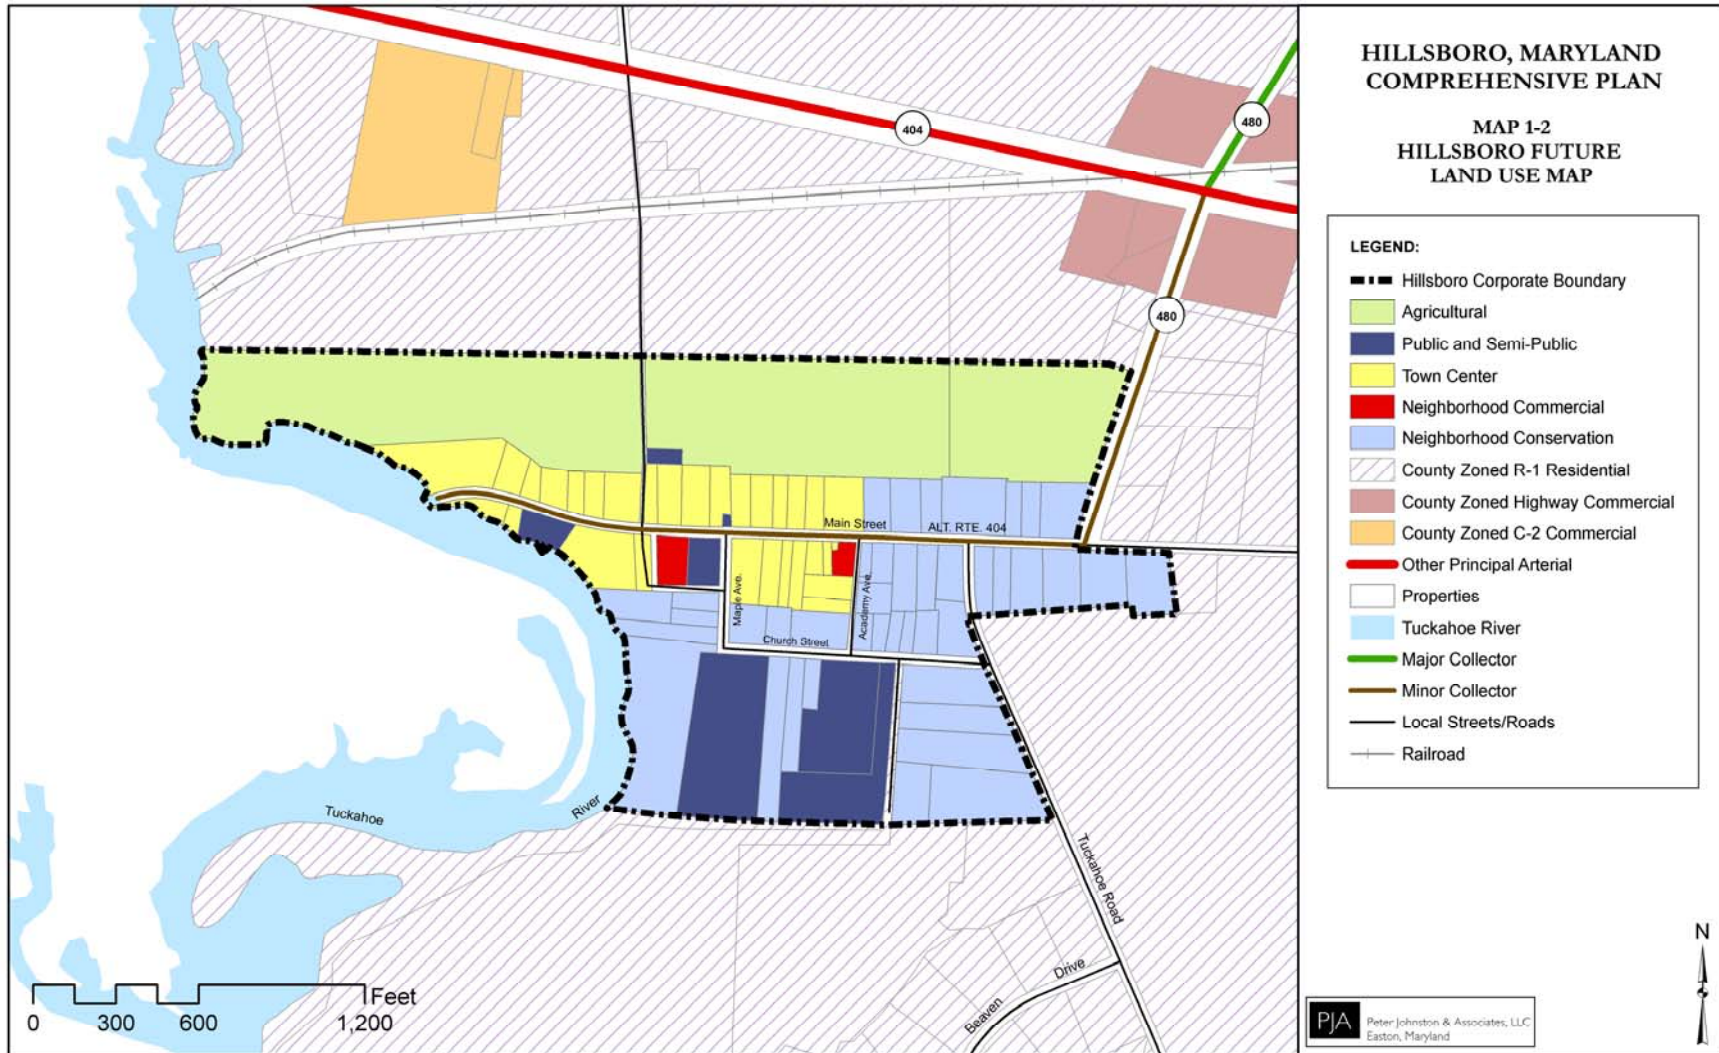 HILLSBORO, MARYLAND
COMPREHENSIVE PLAN
MAP 1-2
HILLSBORO FUTURE
LAND USE MAP
LEGEND:
Hillsboro Corporate Boundary
Agricultural
Public and Semi-Public
Town Center
Neighborhood Commercial
Neighborhood Conservation
County Zoned R-1 Residential
County Zoned Highway Commercial
County Zoned C-2 Commercial
Other Principal Arterial
Properties
Tuckahoe River
Major Collector
Minor Collector
Local Streets/Roads
Railroad
404
480
480
Main Street
ALT. RTE. 404
Maple Ave.
Academy Ave.
Church Street
Tuckahoe
River
Tuckahoe Road
Beaven
Drive
Feet
0 300 600 1,200
N
PJA
Peter Johnston & Associates, LLC
Easton, Maryland